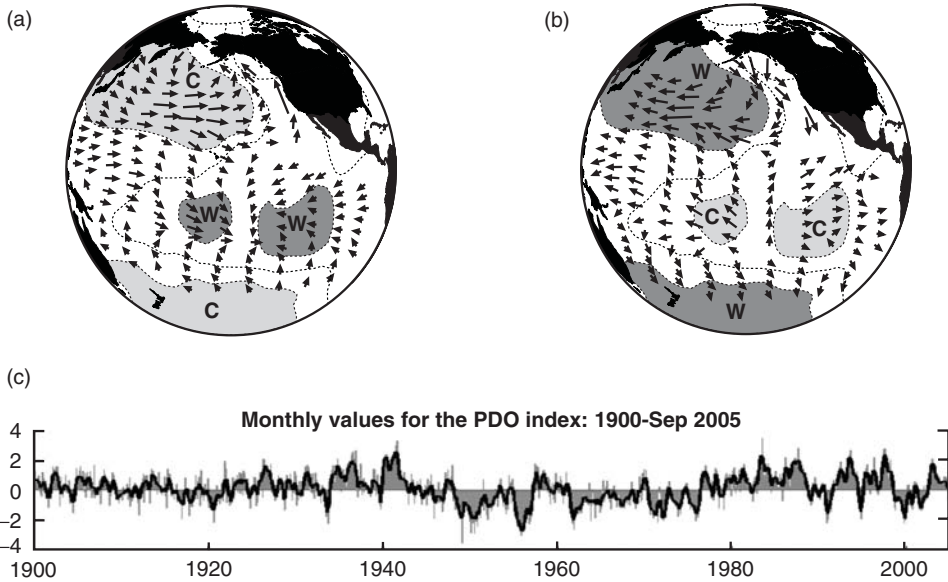 (a)
(b)
C
W
W
W
C
C
C
W
(c)
Monthly values for the PDO index: 1900-Sep 2005
4
2
0
−2
−4
1900
1920
1940
1960
1980
2000